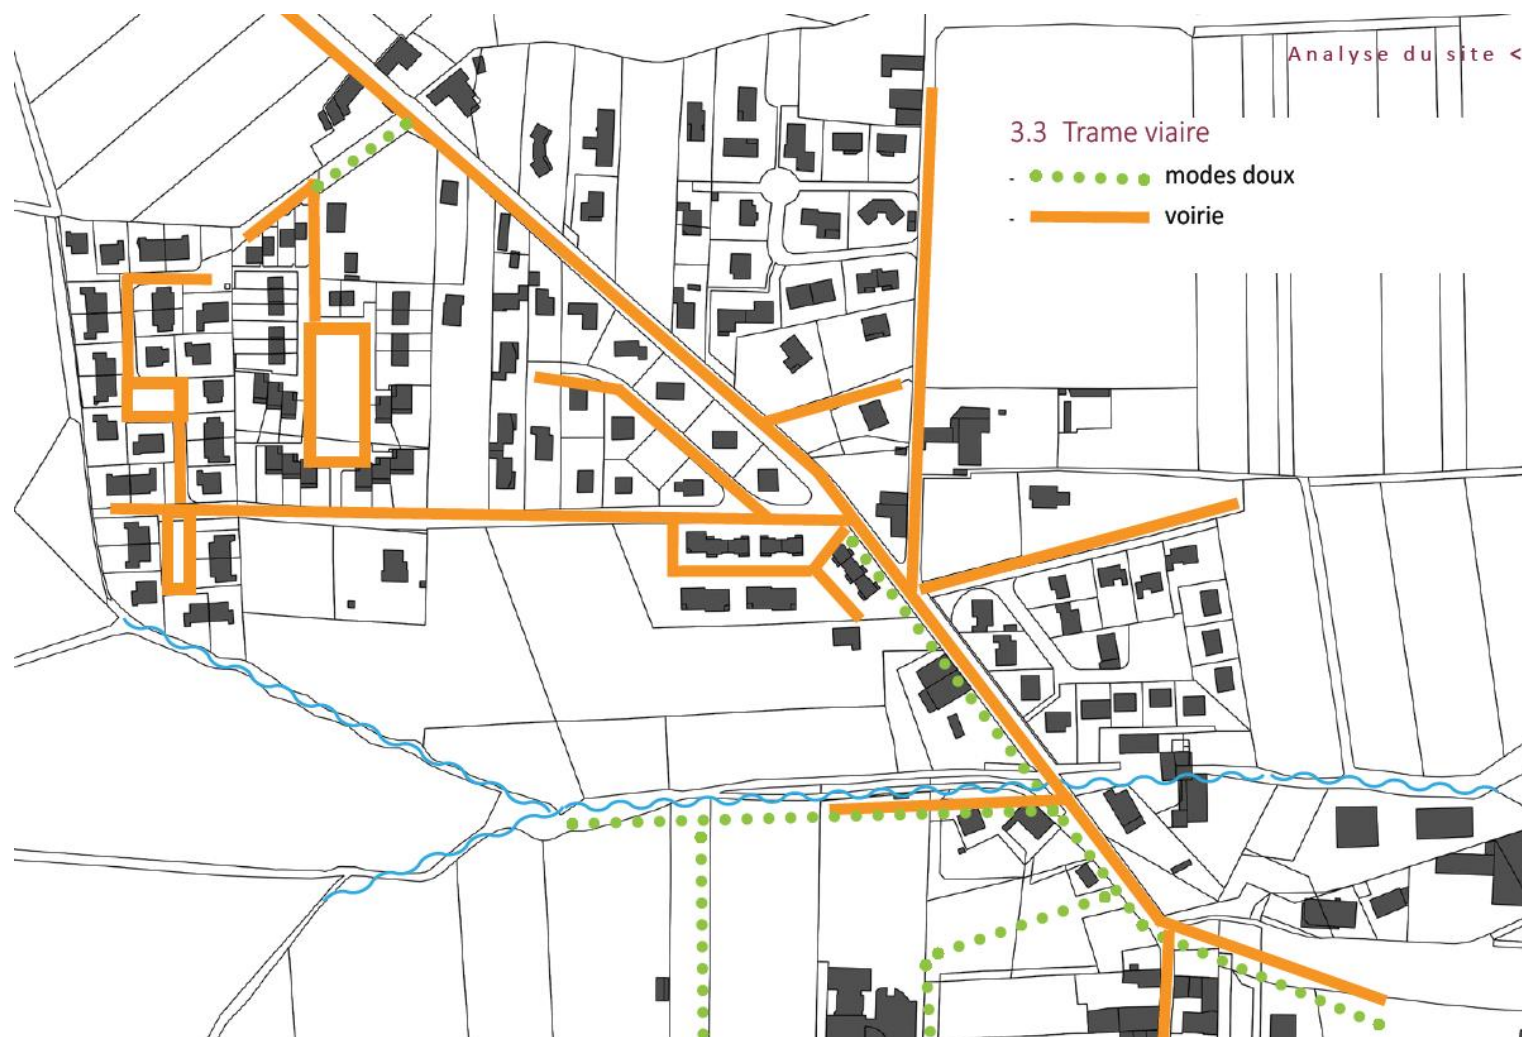 Analyse du site <
3.3 Trame viaire
- modes doux
- voirie